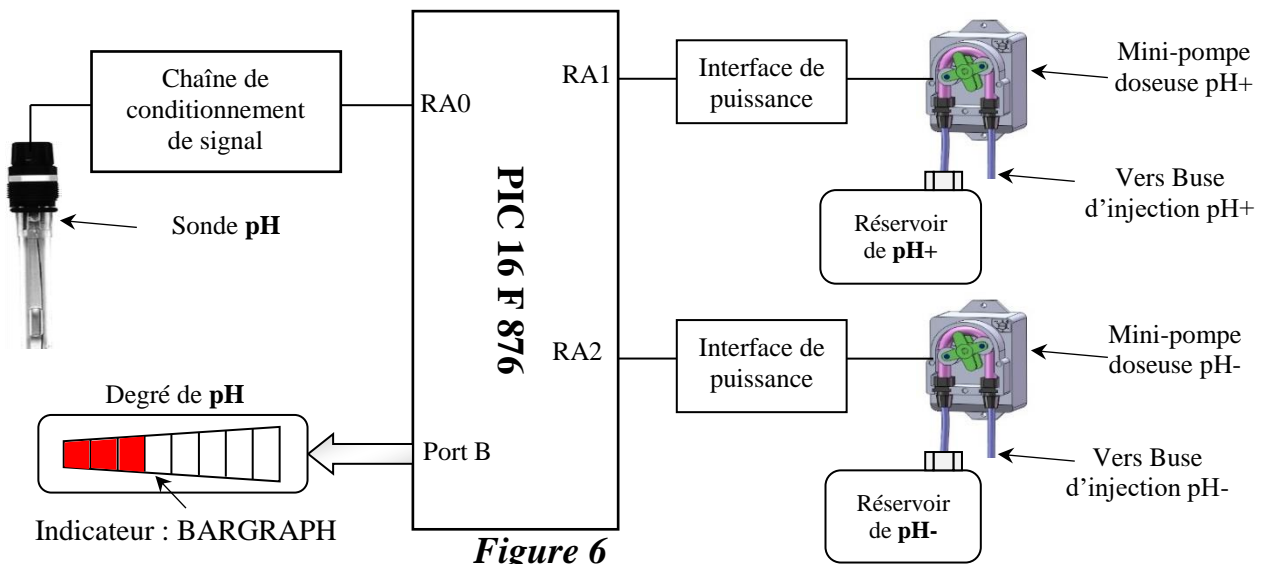 Chaîne de
conditionnement
de signal
Sonde pH
Degré de pH
Indicateur : BARGRAPH
RA0
RA1
PIC 16 F 876
RA2
Port B
Interface de
puissance
Mini-pompe
doseuse pH+
Vers Buse
d’injection pH+
Réservoir
de pH+
Interface de
puissance
Mini-pompe
doseuse pH-
Vers Buse
d’injection pH-
Réservoir
de pH-
Figure 6